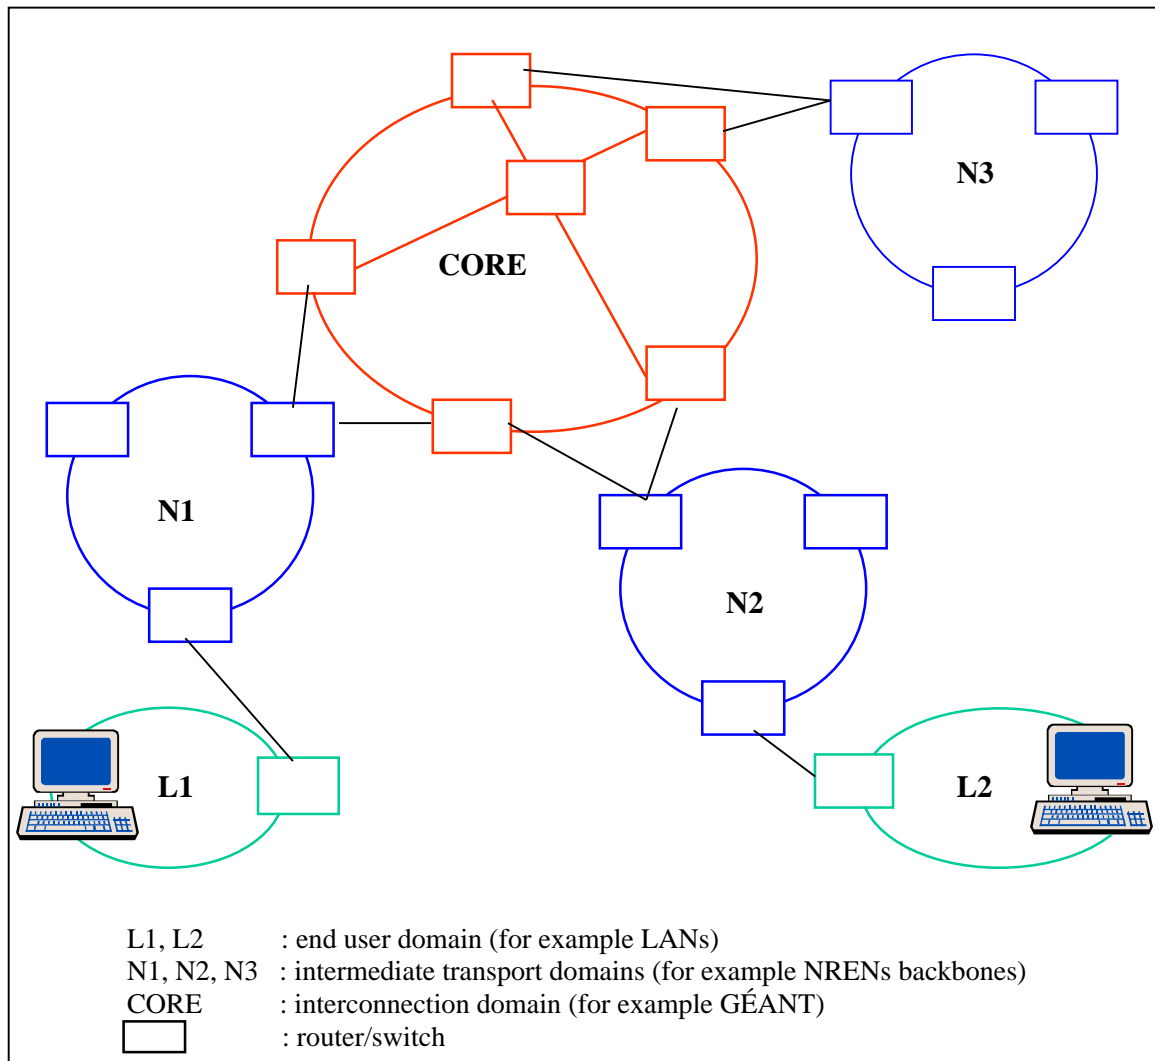 N3
CORE
N1
N2
L1
L2
L1, L2 : end user domain (for example LANs)
N1, N2, N3 : intermediate transport domains (for example NRENs backbones)
CORE : interconnection domain (for example GÉANT)
: router/switch